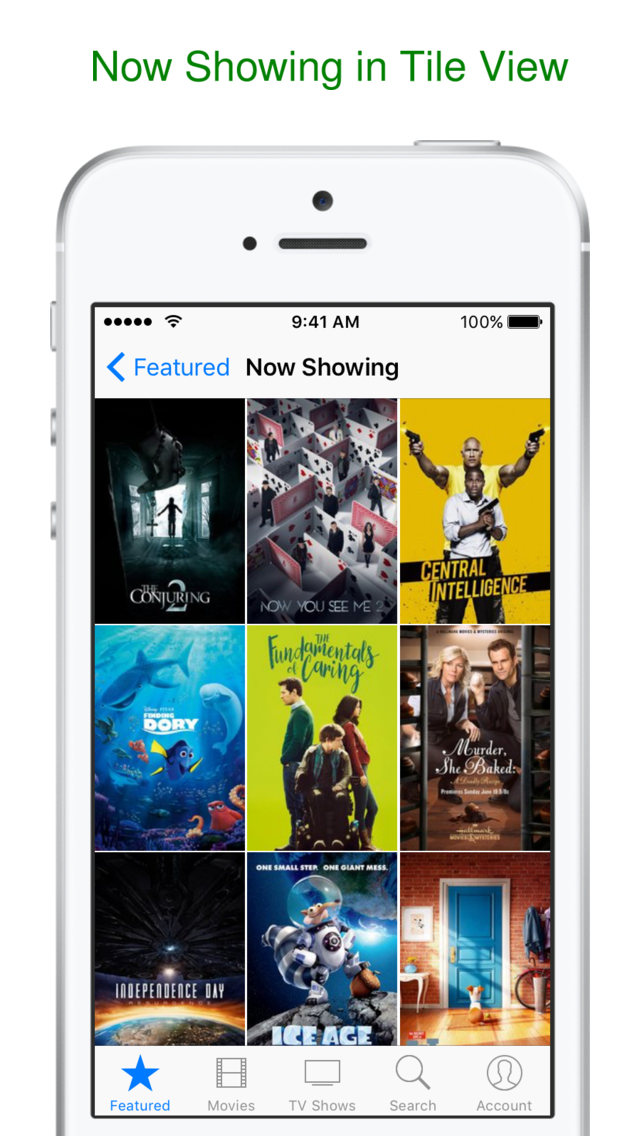 Now Showing in Tile View
9:41 AM
100%
Featured
Now Showing
THE
CONJURING
2
NOW YOU SEE ME 2
CENTRAL
INTELLIGENCE
DISNEY PIXAR
FINDING
DORY
THE
Fundamentals
of Caring
A HALLMARK MOVIES & MYSTERIES ORIGINAL
Murder,
She Baked:
A Deadly Recipe
Premieres Sunday June 19 9/8c
Hallmark
MOVIES & MYSTERIES
INDEPENDENCE DAY
RESURGENCE
ONE SMALL STEP. ONE GIANT MESS.
ICE AGE
Featured
Movies
TV Shows
Search
Account